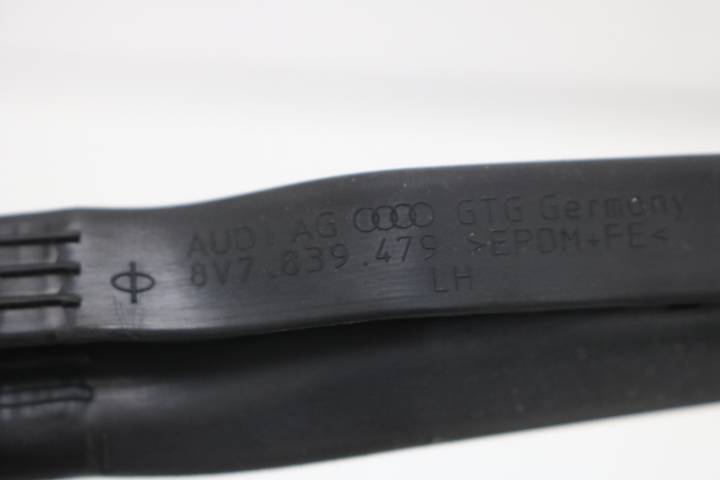 AUDI AG GTG Germany
8V7.839.479 >EPDM+FE<
LH